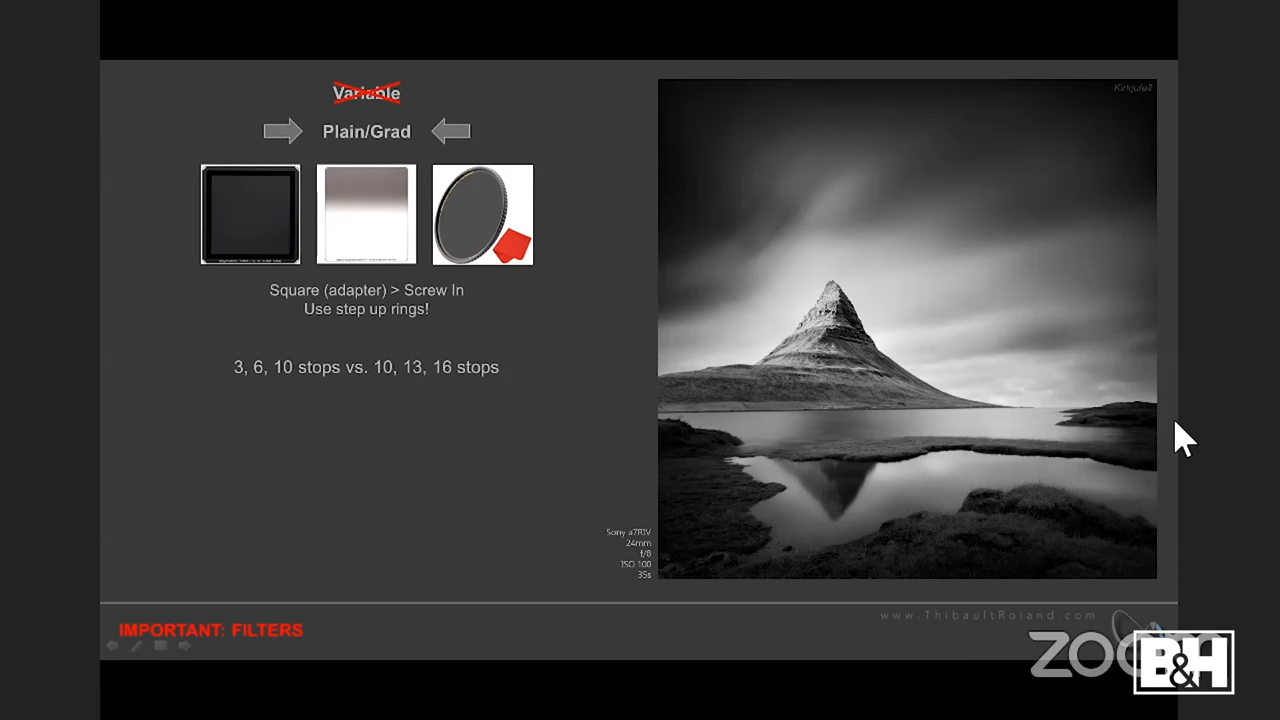 Variable
Plain/Grad
Square (adapter) > Screw In
Use step up rings!
3, 6, 10 stops vs. 10, 13, 16 stops
Kirkjufell
Sony a7RIV
24mm
f/8
ISO 100
35s
www.ThibaultRoland.com
IMPORTANT: FILTERS
zoom
B&H